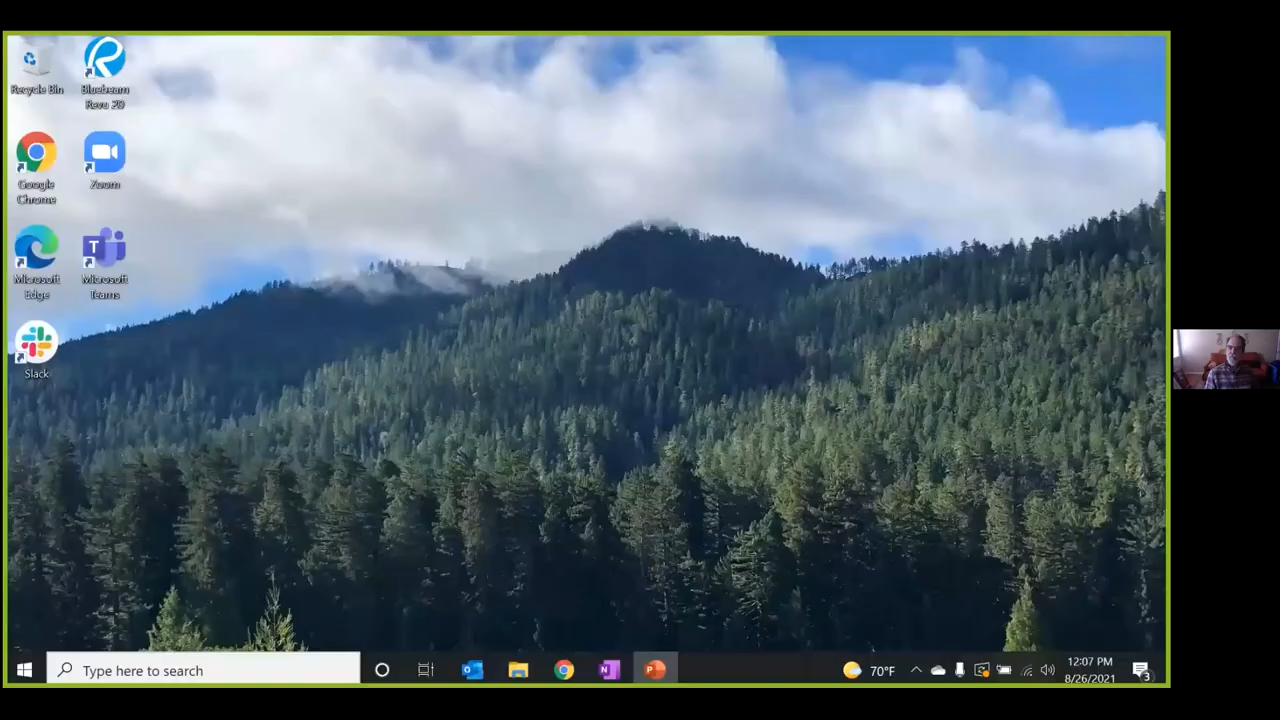 Recycle Bin
Bluebeam
Revu 20
Google
Chrome
Zoom
Microsoft
Edge
Microsoft
Teams
Slack
Type here to search
70°F
12:07 PM
8/26/2021
3